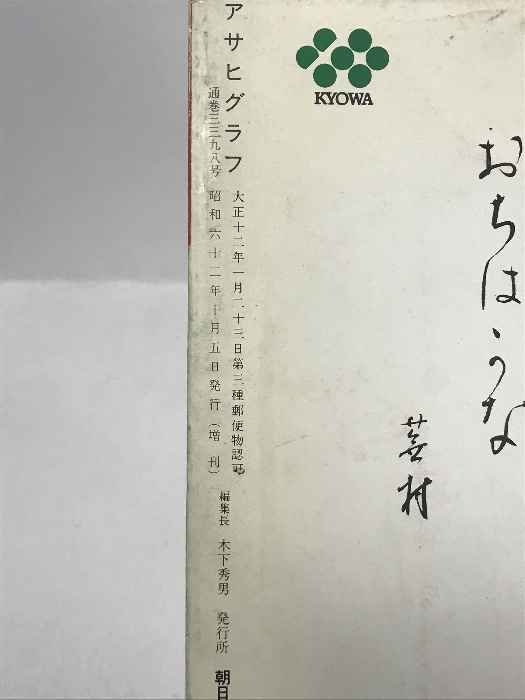 KYOWA
おちはかな
蕪村
アサヒグラフ
大正十二年一月二十三日第三種郵便物認可
通巻三三九八号 昭和六十二年十月五日発行(増刊) 編集長 木下秀男 発行所 朝日